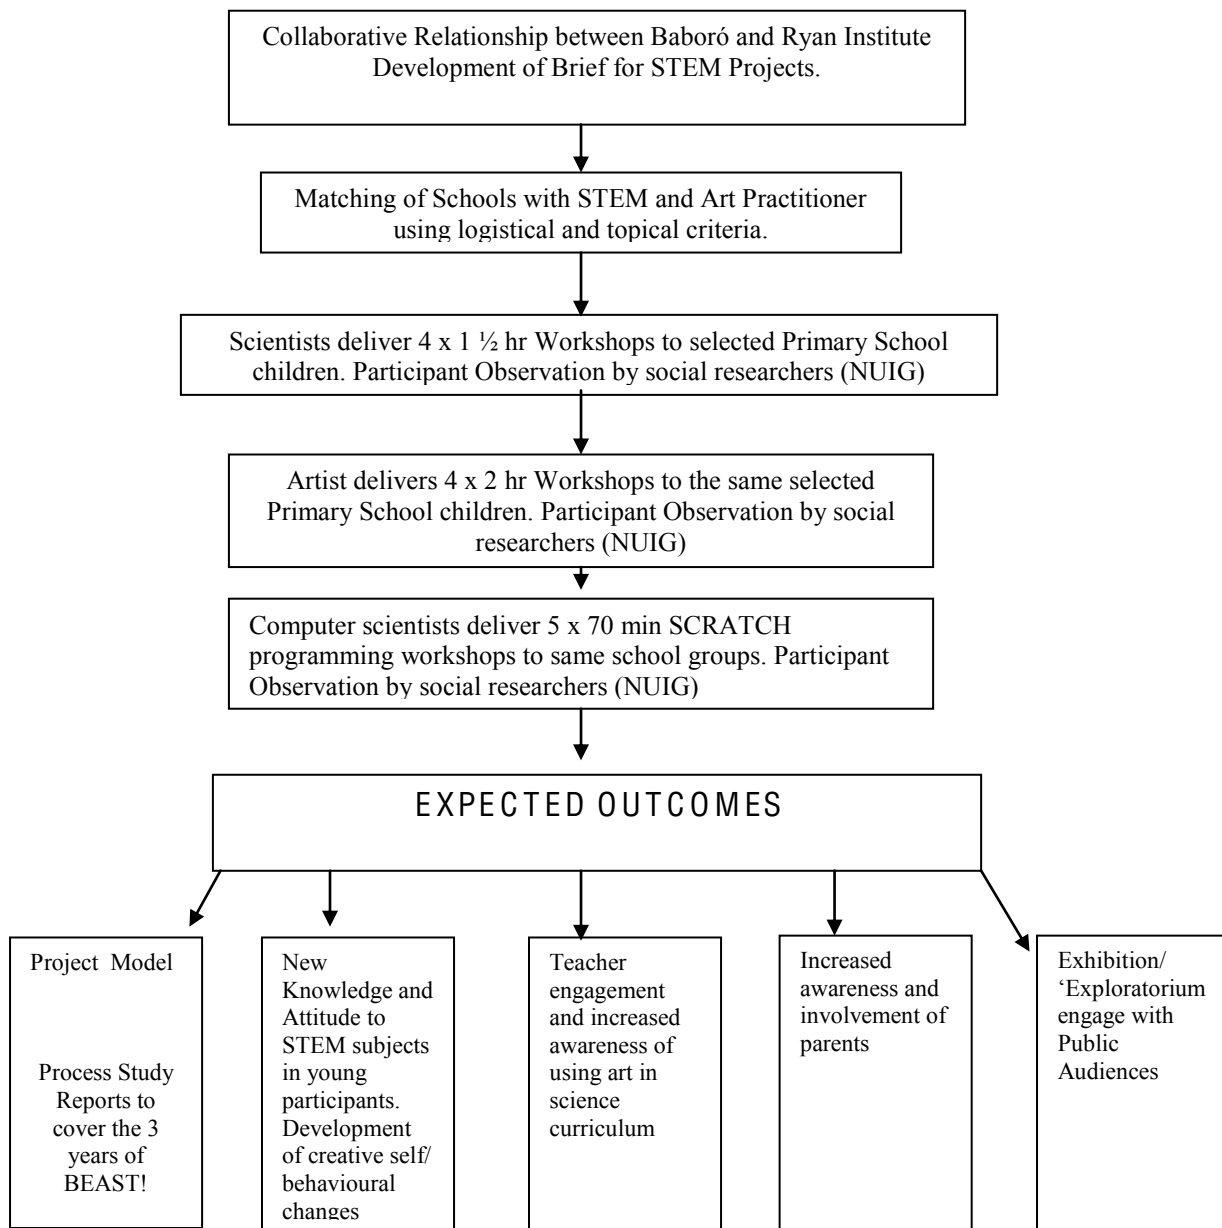 Collaborative Relationship between Baboró and Ryan Institute
Development of Brief for STEM Projects.
Matching of Schools with STEM and Art Practitioner
using logistical and topical criteria.
Scientists deliver 4 x 1 ½ hr Workshops to selected Primary School
children. Participant Observation by social researchers (NUIG)
Artist delivers 4 x 2 hr Workshops to the same selected
Primary School children. Participant Observation by social
researchers (NUIG)
Computer scientists deliver 5 x 70 min SCRATCH
programming workshops to same school groups. Participant
Observation by social researchers (NUIG)
EXPECTED OUTCOMES
Project Model
Process Study
Reports to
cover the 3
years of
BEAST!
New
Knowledge and
Attitude to
STEM subjects
in young
participants.
Development
of creative self/
behavioural
changes
Teacher
engagement
and increased
awareness of
using art in
science
curriculum
Increased
awareness and
involvement of
parents
Exhibition/
‘Exploratorium
engage with
Public
Audiences